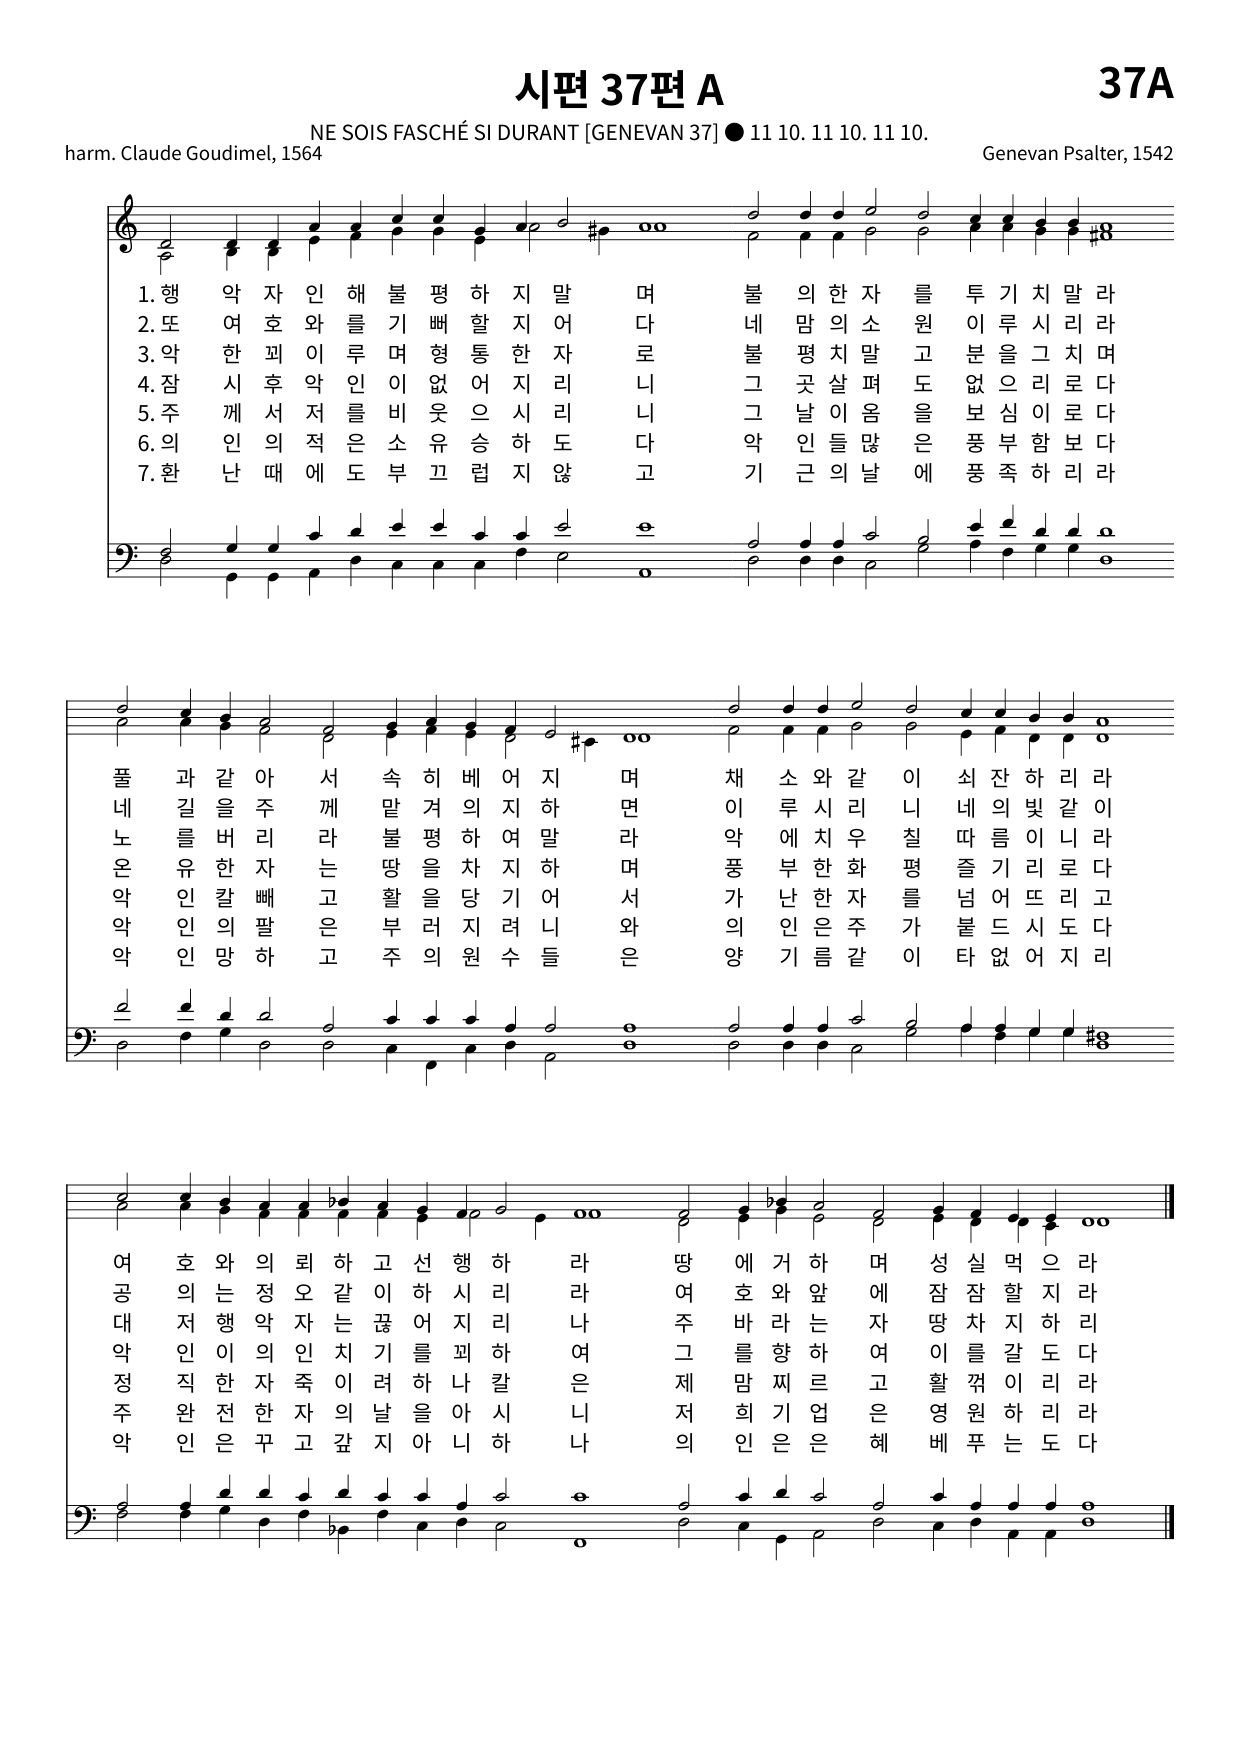 시편 37편 A
37A
NE SOIS FASCHÉ SI DURANT [GENEVAN 37] ● 11 10. 11 10. 11 10.
harm. Claude Goudimel, 1564
Genevan Psalter, 1542
1. 행 악 자 인 해 불 평 하 지 말 며 불 의 한 자 를 투 기 치 말 라
2. 또 여 호 와 를 기 뻐 할 지 어 다 네 맘 의 소 원 이 루 시 리 라
3. 악 한 꾀 이 루 며 형 통 한 자 로 불 평 치 말 고 분 을 그 치 며
4. 잠 시 후 악 인 이 없 어 지 리 니 그 곳 살 펴 도 없 으 리 로 다
5. 주 께 서 저 를 비 웃 으 시 리 니 그 날 이 옴 을 보 심 이 로 다
6. 의 인 의 적 은 소 유 승 하 도 다 악 인 들 많 은 풍 부 함 보 다
7. 환 난 때 에 도 부 끄 럽 지 않 고 기 근 의 날 에 풍 족 하 리 라
풀 과 같 아 서 속 히 베 어 지 며 채 소 와 같 이 쇠 잔 하 리 라
네 길 을 주 께 맡 겨 의 지 하 면 이 루 시 리 니 네 의 빛 같 이
노 를 버 리 라 불 평 하 여 말 라 악 에 치 우 칠 따 름 이 니 라
온 유 한 자 는 땅 을 차 지 하 며 풍 부 한 화 평 즐 기 리 로 다
악 인 칼 빼 고 활 을 당 기 어 서 가 난 한 자 를 넘 어 뜨 리 고
악 인 의 팔 은 부 러 지 려 니 와 의 인 은 주 가 붙 드 시 도 다
악 인 망 하 고 주 의 원 수 들 은 양 기 름 같 이 타 없 어 지 리
여 호 와 의 뢰 하 고 선 행 하 라 땅 에 거 하 며 성 실 먹 으 라
공 의 는 정 오 같 이 하 시 리 라 여 호 와 앞 에 잠 잠 할 지 라
대 저 행 악 자 는 끊 어 지 리 나 주 바 라 는 자 땅 차 지 하 리
악 인 이 의 인 치 기 를 꾀 하 여 그 를 향 하 여 이 를 갈 도 다
정 직 한 자 죽 이 려 하 나 칼 은 제 맘 찌 르 고 활 꺾 이 리 라
주 완 전 한 자 의 날 을 아 시 니 저 희 기 업 은 영 원 하 리 라
악 인 은 꾸 고 갚 지 아 니 하 나 의 인 은 은 혜 베 푸 는 도 다